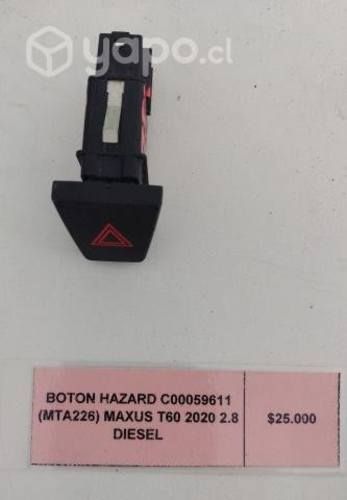 yapo.cl
BOTON HAZARD C00059611
(MTA226) MAXUS T60 2020 2.8
DIESEL
$25.000